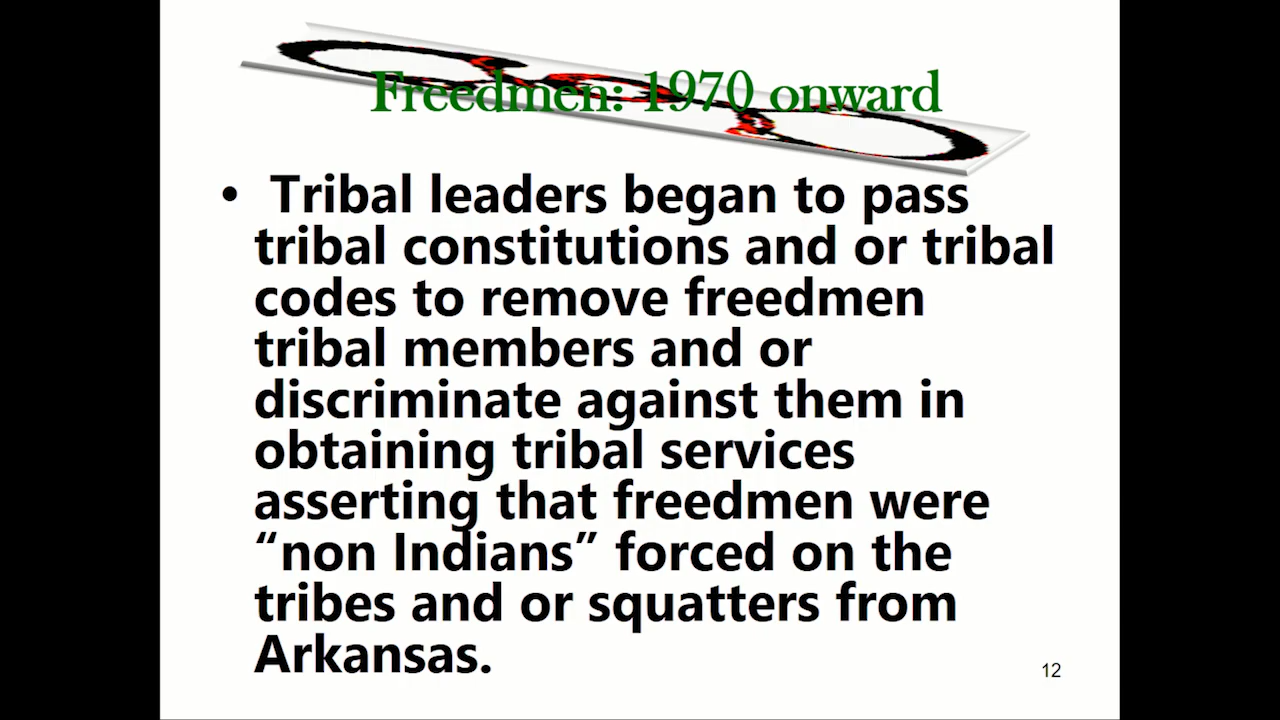 Freedmen: 1970 onward
• Tribal leaders began to pass
tribal constitutions and or tribal
codes to remove freedmen
tribal members and or
discriminate against them in
obtaining tribal services
asserting that freedmen were
“non Indians” forced on the
tribes and or squatters from
Arkansas.
12